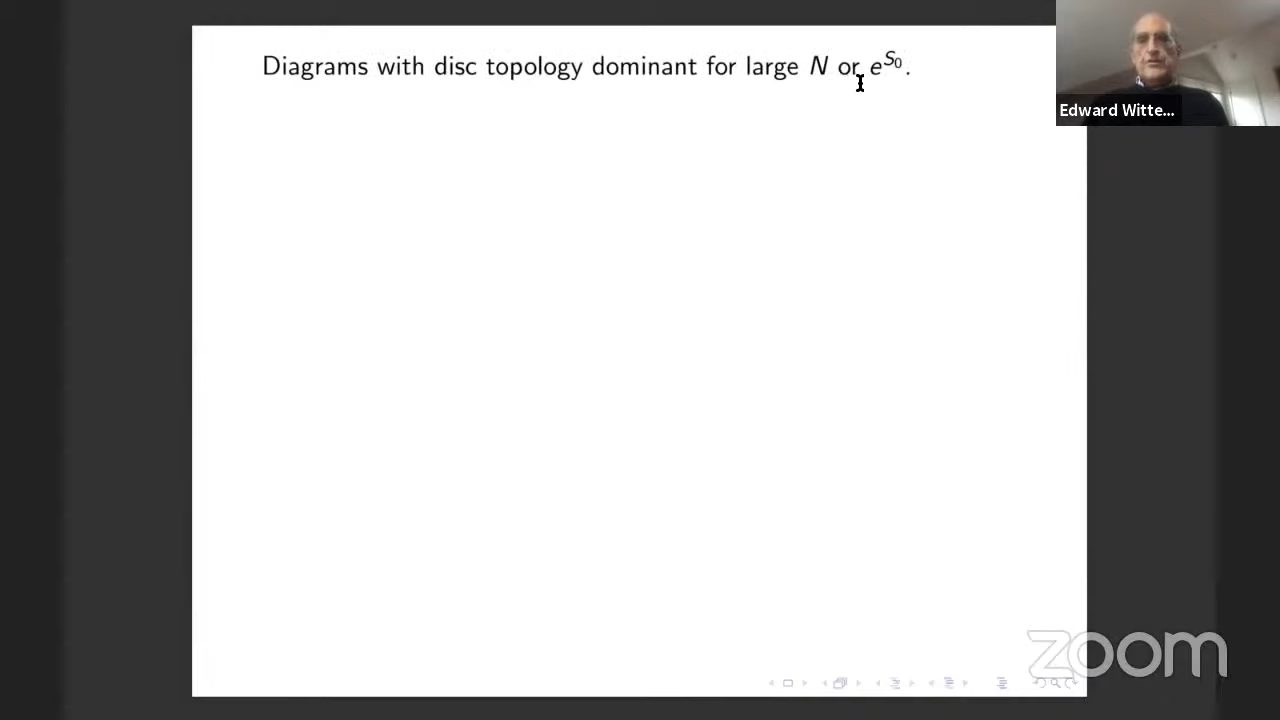 Diagrams with disc topology dominant for large N or e^{S_0}.
Edward Witte...
zoom